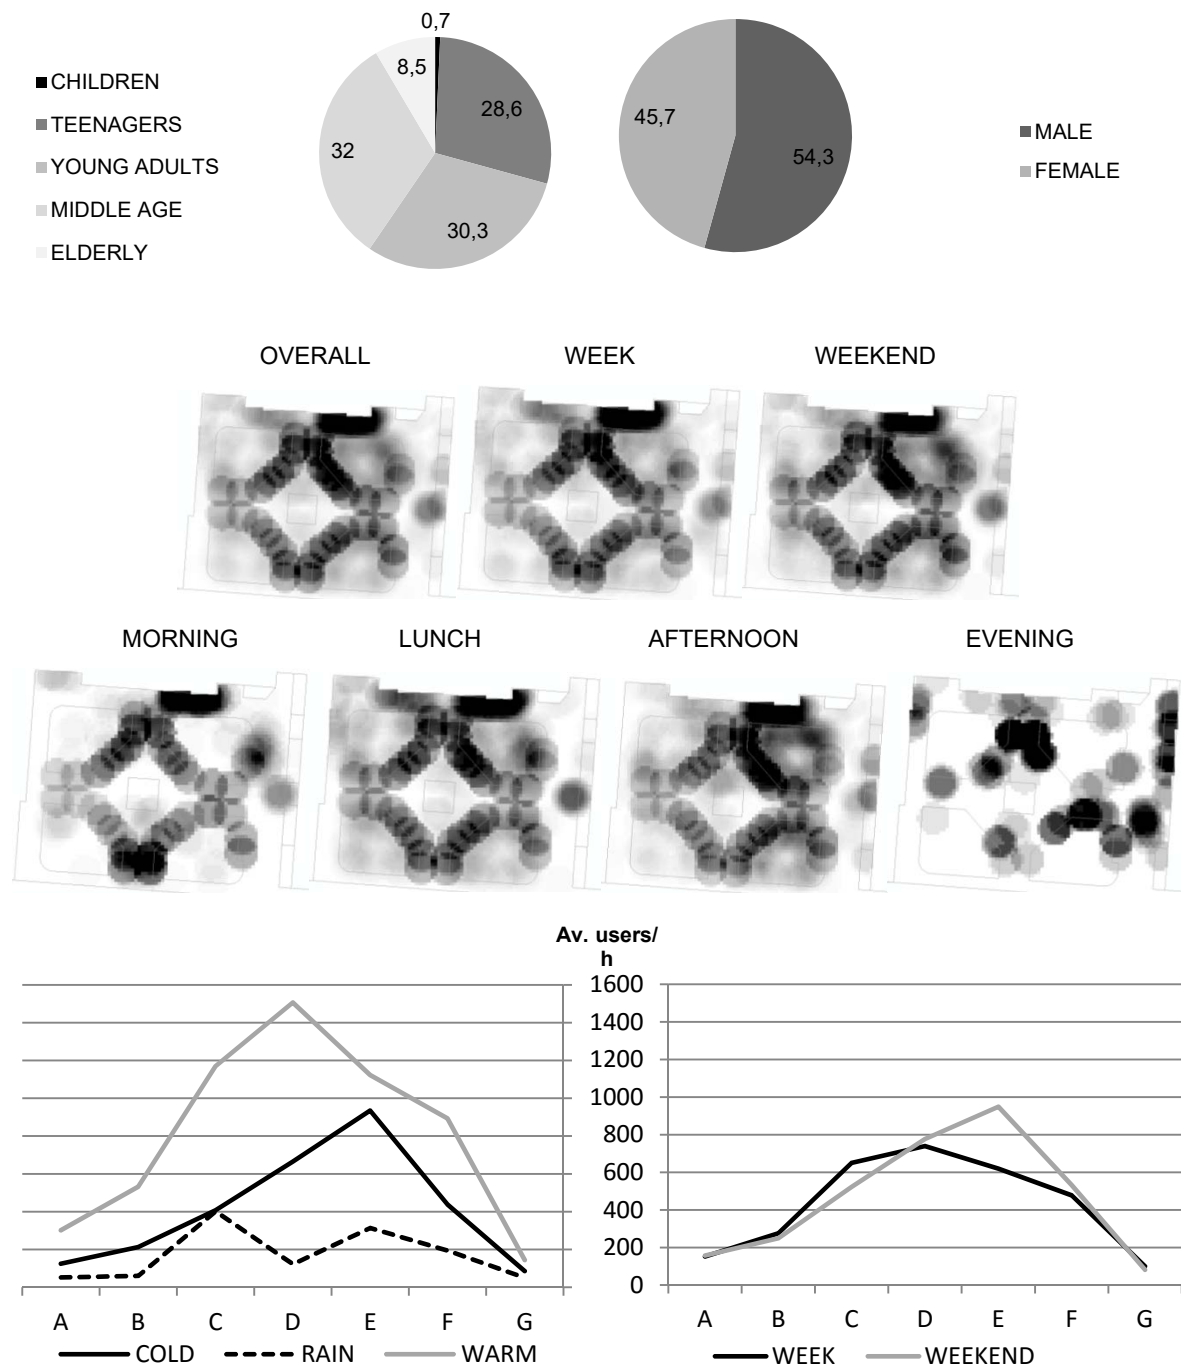 0,7
CHILDREN
TEENAGERS
YOUNG ADULTS
MIDDLE AGE
ELDERLY
8,5
28,6
32
30,3
45,7
54,3
MALE
FEMALE
OVERALL WEEK WEEKEND
MORNING LUNCH AFTERNOON EVENING
Av. users/
h
1600
1400
1200
1000
800
600
400
200
0
A B C D E F G
COLD RAIN WARM
A B C D E F G
WEEK WEEKEND